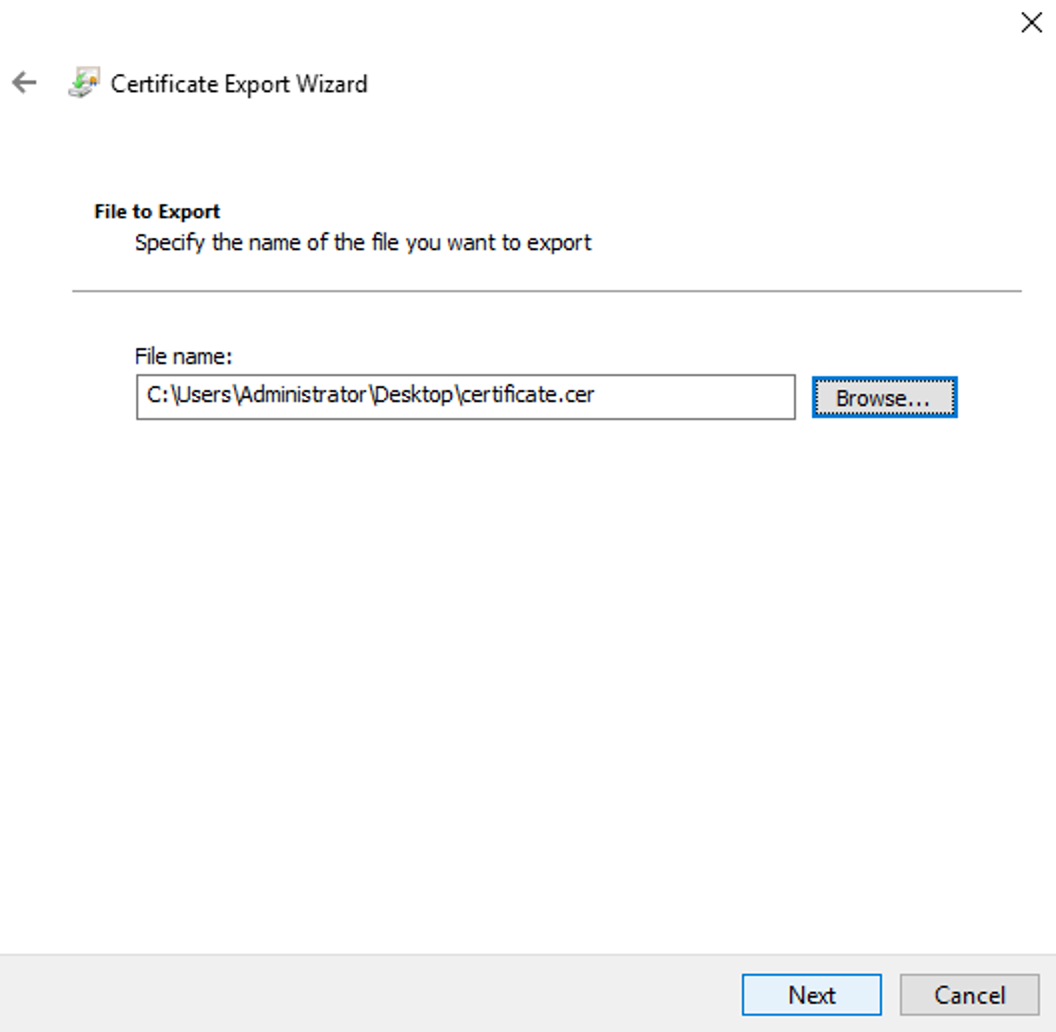 Certificate Export Wizard
File to Export
Specify the name of the file you want to export
File name:
C:\Users\Administrator\Desktop\certificate.cer
Browse...
Next
Cancel